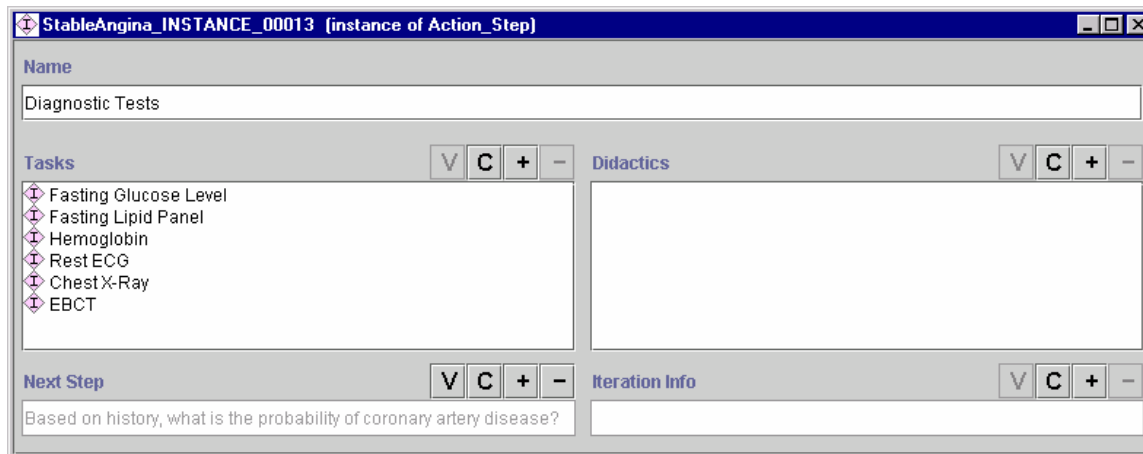 StableAngina_INSTANCE_00013 (instance of Action_Step)
Name
Diagnostic Tests
Tasks V C + − Didactics V C + −
I Fasting Glucose Level
I Fasting Lipid Panel
I Hemoglobin
I Rest ECG
I Chest X-Ray
I EBCT
Next Step V C + − Iteration Info V C + −
Based on history, what is the probability of coronary artery disease?